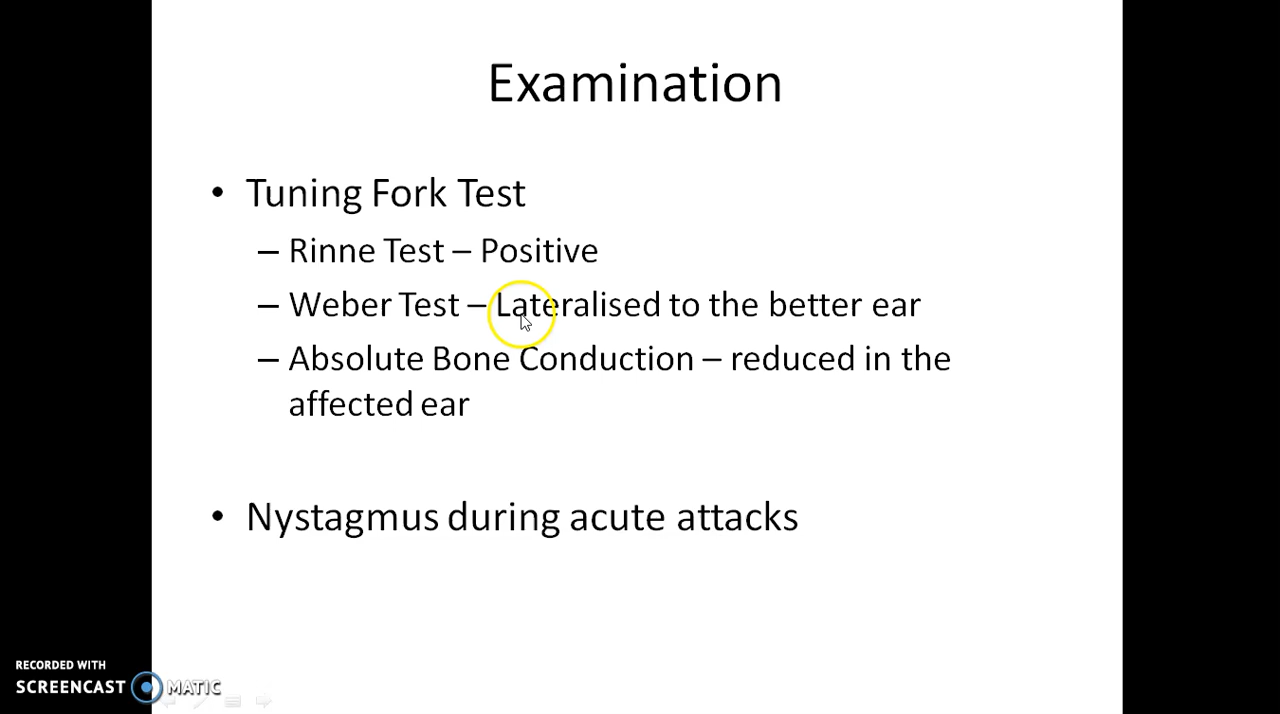 Examination
• Tuning Fork Test
– Rinne Test – Positive
– Weber Test – Lateralised to the better ear
– Absolute Bone Conduction – reduced in the
affected ear
• Nystagmus during acute attacks
RECORDED WITH
SCREENCAST MATIC